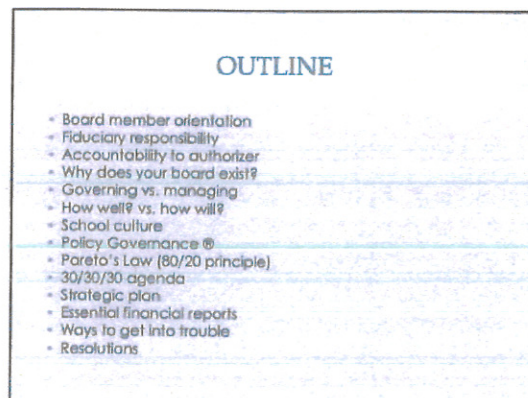 OUTLINE
• Board member orientation
• Fiduciary responsibility
• Accountability to authorizer
• Why does your board exist?
• Governing vs. managing
• How well? vs. how will?
• School culture
• Policy Governance ®
• Pareto's Law (80/20 principle)
• 30/30/30 agenda
• Strategic plan
• Essential financial reports
• Ways to get into trouble
• Resolutions